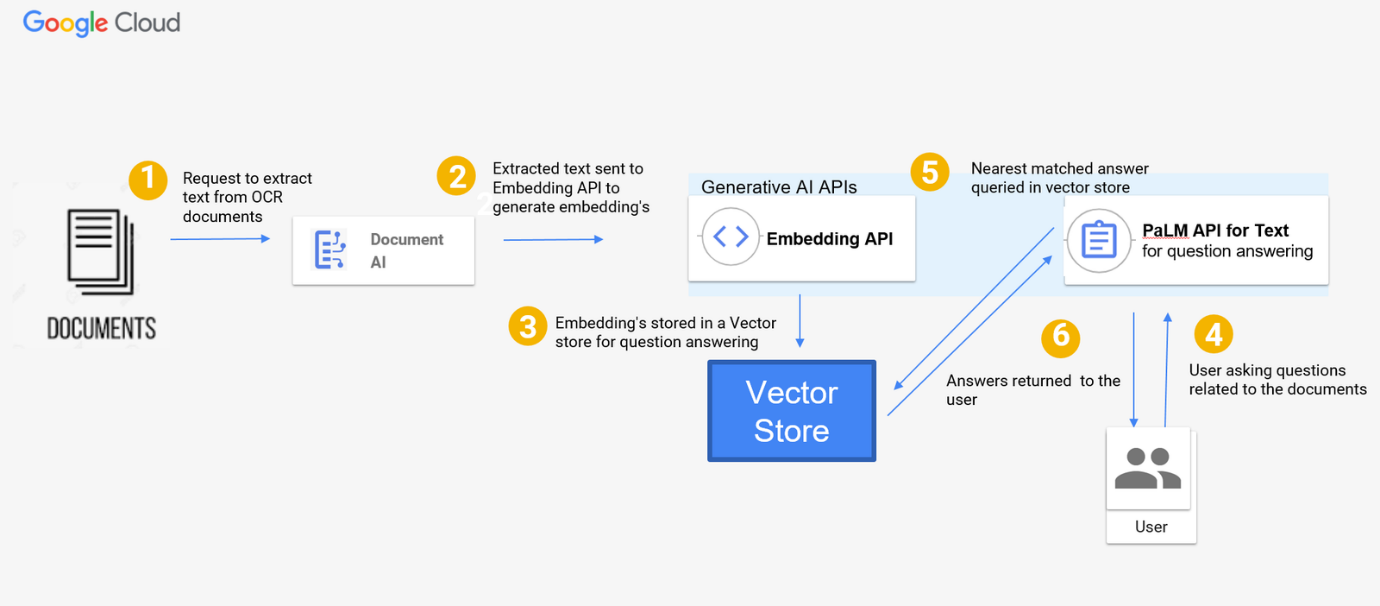 Google Cloud
1
Request to extract
text from OCR
documents
DOCUMENTS
Document
AI
2
2
Extracted text sent to
Embedding API to
generate embedding's
Generative AI APIs
Embedding API
3
Embedding's stored in a Vector
store for question answering
Vector
Store
5
Nearest matched answer
queried in vector store
PaLM API for Text
for question answering
6
Answers returned  to the
user
4
User asking questions
related to the documents
User